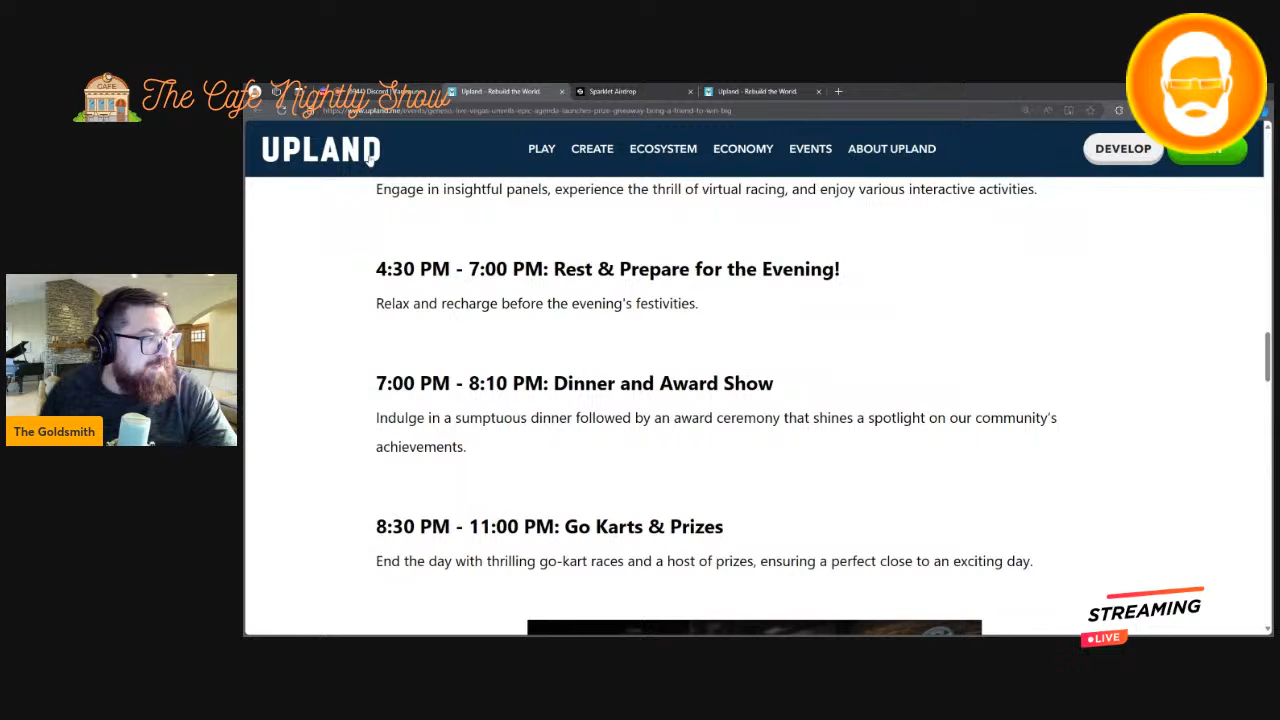 The Cafe Nightly Show
Upland - Rebuild the World.
Sparklet Airdrop
Upland - Rebuild the World.
UPLAND
PLAY
CREATE
ECOSYSTEM
ECONOMY
EVENTS
ABOUT UPLAND
DEVELOP
Engage in insightful panels, experience the thrill of virtual racing, and enjoy various interactive activities.
4:30 PM - 7:00 PM: Rest & Prepare for the Evening!
Relax and recharge before the evening's festivities.
7:00 PM - 8:10 PM: Dinner and Award Show
Indulge in a sumptuous dinner followed by an award ceremony that shines a spotlight on our community's
achievements.
8:30 PM - 11:00 PM: Go Karts & Prizes
End the day with thrilling go-kart races and a host of prizes, ensuring a perfect close to an exciting day.
The Goldsmith
CAFE
STREAMING
LIVE